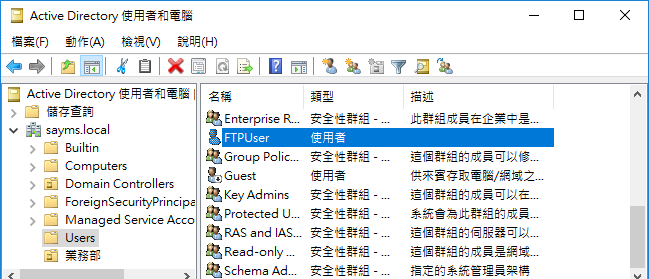 Active Directory 使用者和電腦
檔案(F) 動作(A) 檢視(V) 說明(H)
Active Directory 使用者和電腦
儲存查詢
sayms.local
Builtin
Computers
Domain Controllers
ForeignSecurityPrincipa
Managed Service Acco
Users
業務部
名稱 類型 描述
Enterprise R... 安全性群組 - ... 此群組成員在企業中是...
FTPUser 使用者
Group Polic... 安全性群組 - ... 這個群組的成員可以修...
Guest 使用者 供來賓存取電腦/網域之...
Key Admins 安全性群組 - ... 這個群組的成員可以在...
Protected U... 安全性群組 - ... 系統會為此群組的成員...
RAS and IAS... 安全性群組 - ... 這個群組的伺服器可以...
Read-only ... 安全性群組 - ... 這個群組的成員是網域...
Schema Ad... 安全性群組 - ... 指定的系統管理員架構